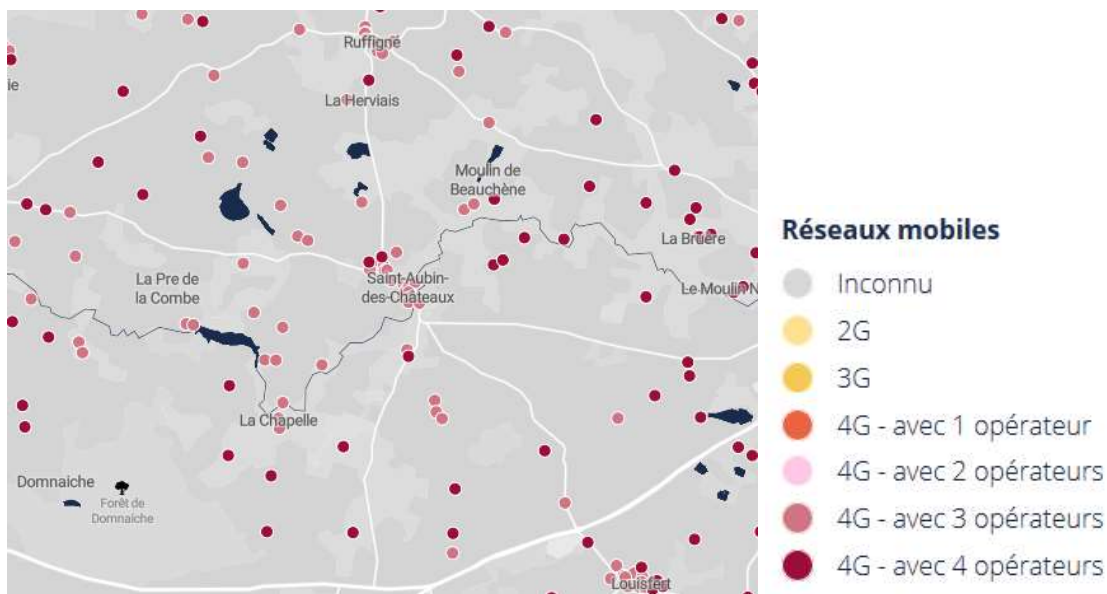 Ruffigné
ie
La Herviais
Moulin de
Beauchène
La Bruère
La Pre de
la Combe
Saint-Aubin-
des-Châteaux
Le Moulin N
La Chapelle
Domnaiche
Forêt de
Domnaiche
Louisfert
Réseaux mobiles
Inconnu
2G
3G
4G - avec 1 opérateur
4G - avec 2 opérateurs
4G - avec 3 opérateurs
4G - avec 4 opérateurs